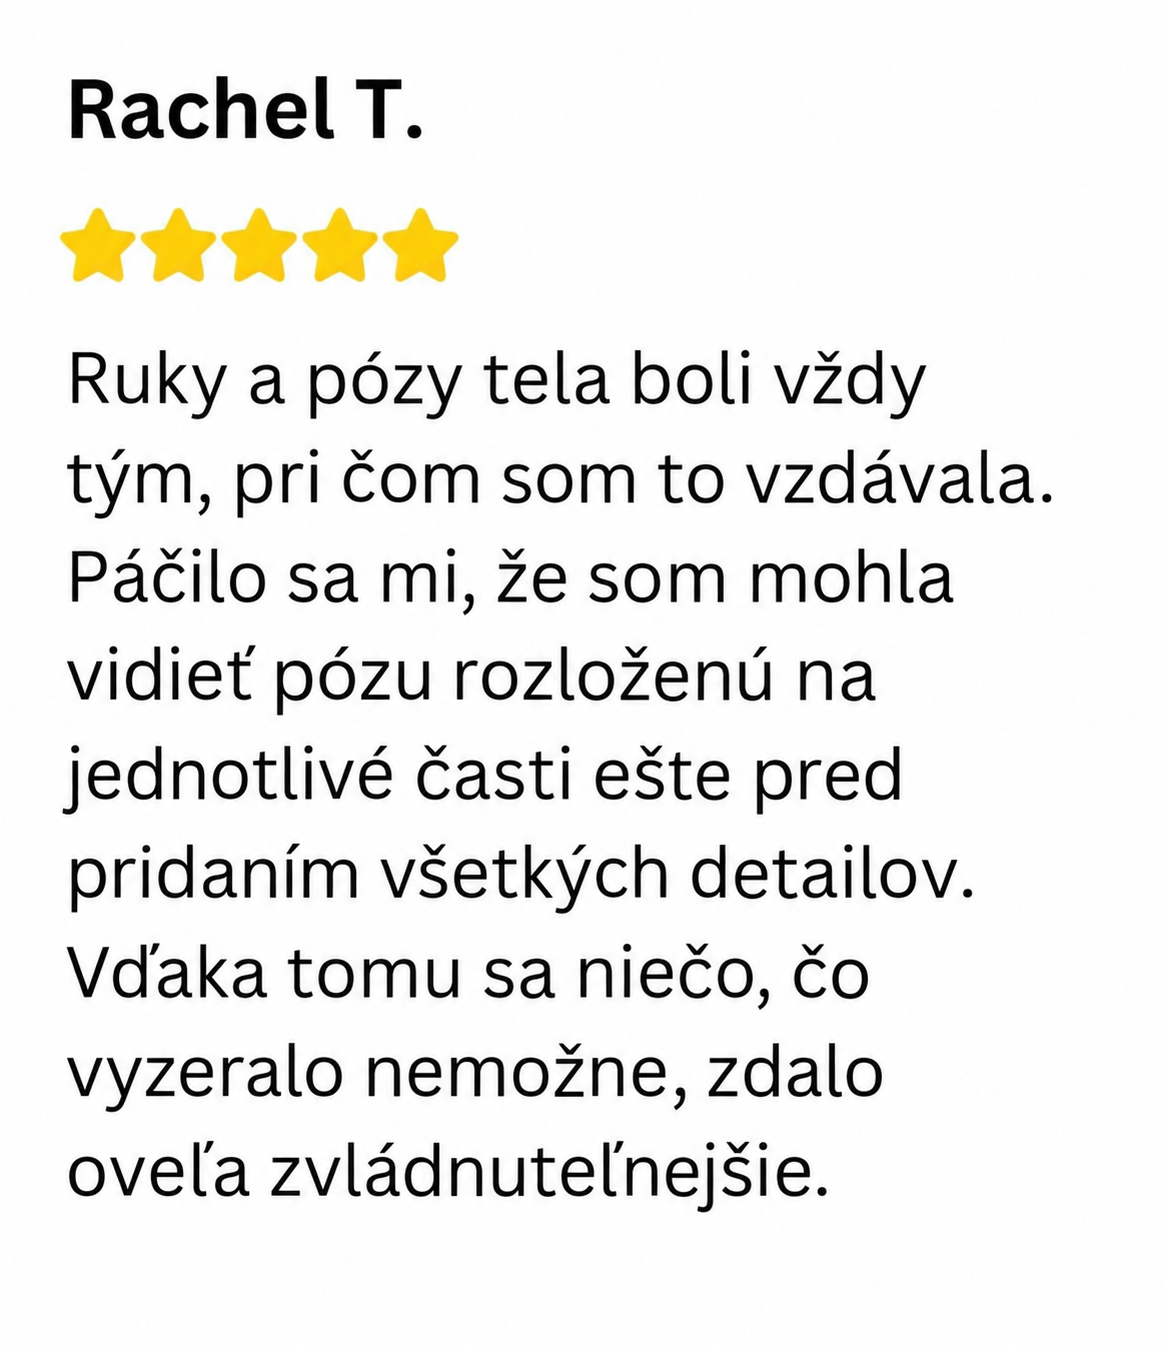 Rachel T.
Ruky a pózy tela boli vždy
tým, pri čom som to vzdávala.
Páčilo sa mi, že som mohla
vidieť pózu rozloženú na
jednotlivé časti ešte pred
pridaním všetkých detailov.
Vďaka tomu sa niečo, čo
vyzeralo nemožne, zdalo
oveľa zvládnuteľnejšie.